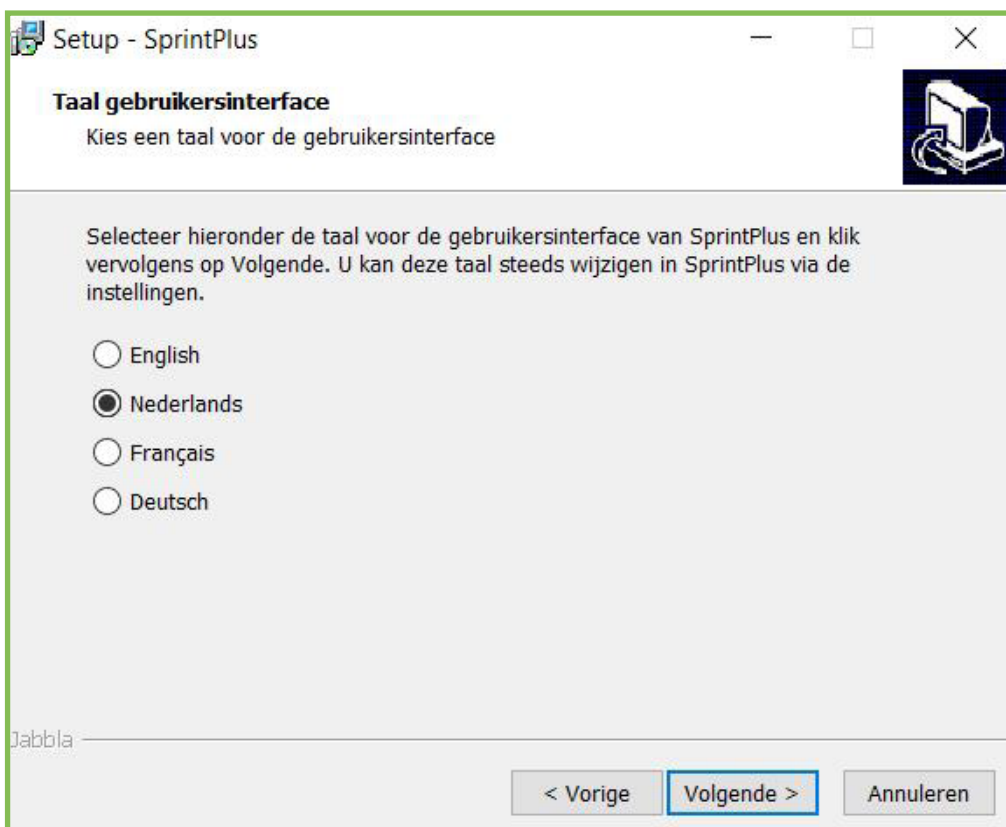 Setup - SprintPlus
Taal gebruikersinterface
Kies een taal voor de gebruikersinterface
Selecteer hieronder de taal voor de gebruikersinterface van SprintPlus en klik
vervolgens op Volgende. U kan deze taal steeds wijzigen in SprintPlus via de
instellingen.
English
Nederlands
Français
Deutsch
Jabbla
< Vorige
Volgende >
Annuleren